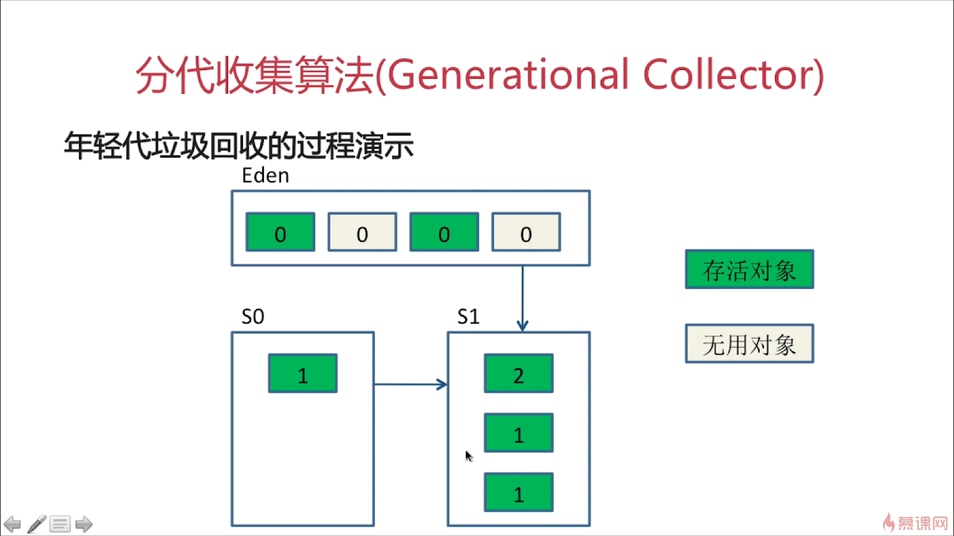 分代收集算法(Generational Collector)
年轻代垃圾回收的过程演示
Eden
0 0 0 0
存活对象
S0 S1
无用对象
1 2
1
1
慕课网